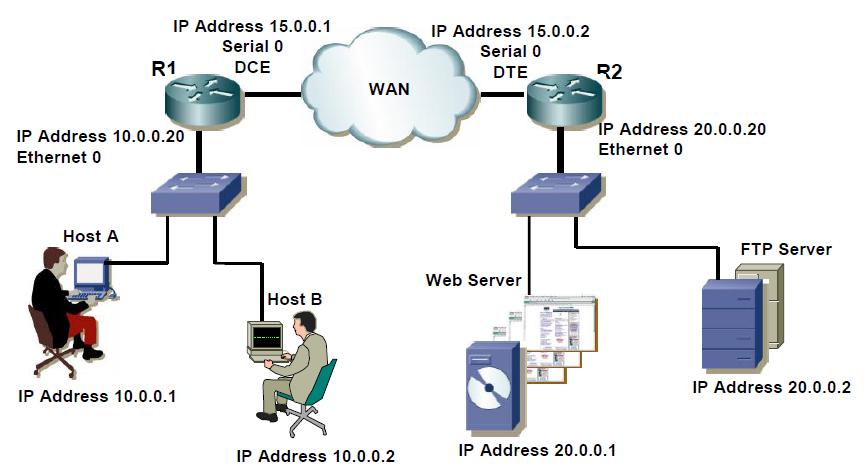 IP Address 15.0.0.1
Serial 0
DCE
R1
WAN
IP Address 15.0.0.2
Serial 0
DTE
R2
IP Address 10.0.0.20
Ethernet 0
IP Address 20.0.0.20
Ethernet 0
Host A
IP Address 10.0.0.1
Host B
IP Address 10.0.0.2
Web Server
IP Address 20.0.0.1
FTP Server
IP Address 20.0.0.2